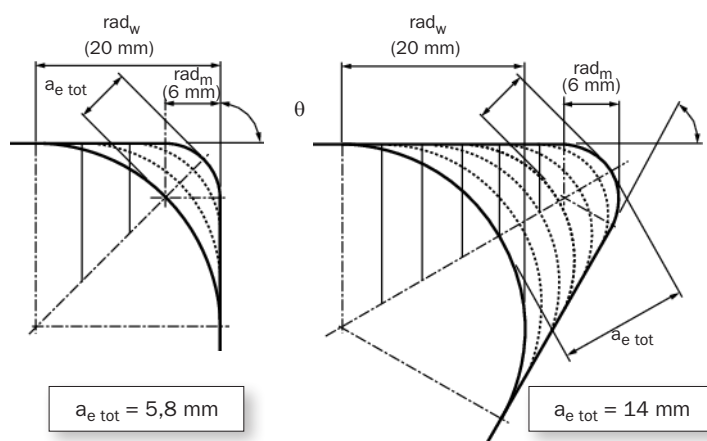 rad_w
(20 mm)
rad_m
(6 mm)
a_e tot
a_e tot = 5,8 mm
rad_w
(20 mm)
rad_m
(6 mm)
θ
a_e tot
a_e tot = 14 mm